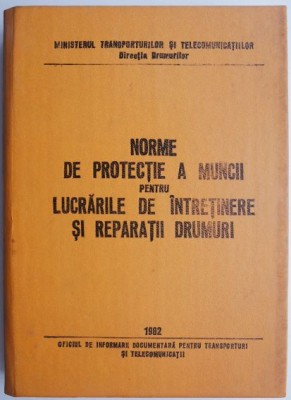 MINISTERUL TRANSPORTURILOR ŞI TELECOMUNICAŢIILOR
Direcţia Drumurilor
NORME
DE PROTECŢIE A MUNCII
PENTRU
LUCRĂRILE DE ÎNTREŢINERE
ŞI REPARAŢII DRUMURI
1982
OFICIUL DE INFORMARE DOCUMENTARĂ PENTRU TRANSPORTURI
ŞI TELECOMUNICAŢII